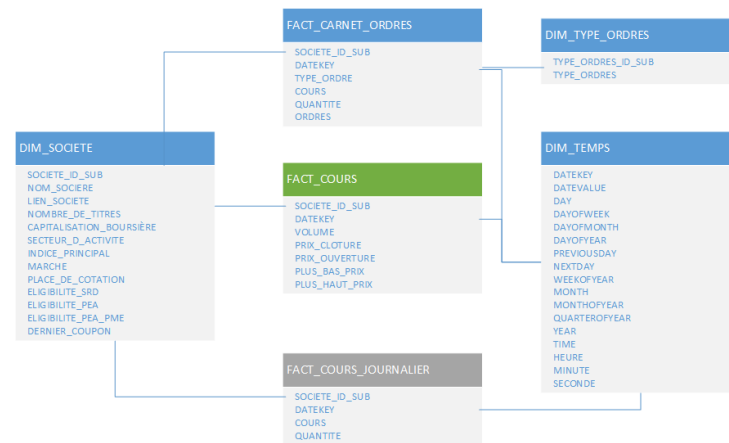 FACT_CARNET_ORDRES
SOCIETE_ID_SUB
DATEKEY
TYPE_ORDRE
COURS
QUANTITE
ORDRES
DIM_TYPE_ORDRES
TYPE_ORDRES_ID_SUB
TYPE_ORDRES
DIM_SOCIETE
SOCIETE_ID_SUB
NOM_SOCIERE
LIEN_SOCIETE
NOMBRE_DE_TITRES
CAPITALISATION_BOURSIÈRE
SECTEUR_D_ACTIVITE
INDICE_PRINCIPAL
MARCHE
PLACE_DE_COTATION
ELIGIBILITE_SRD
ELIGIBILITE_PEA
ELIGIBILITE_PEA_PME
DERNIER_COUPON
FACT_COURS
SOCIETE_ID_SUB
DATEKEY
VOLUME
PRIX_CLOTURE
PRIX_OUVERTURE
PLUS_BAS_PRIX
PLUS_HAUT_PRIX
DIM_TEMPS
DATEKEY
DATEVALUE
DAY
DAYOFWEEK
DAYOFMONTH
DAYOFYEAR
PREVIOUSDAY
NEXTDAY
WEEKOFYEAR
MONTH
MONTHOFYEAR
QUARTEROFYEAR
YEAR
TIME
HEURE
MINUTE
SECONDE
FACT_COURS_JOURNALIER
SOCIETE_ID_SUB
DATEKEY
COURS
QUANTITE